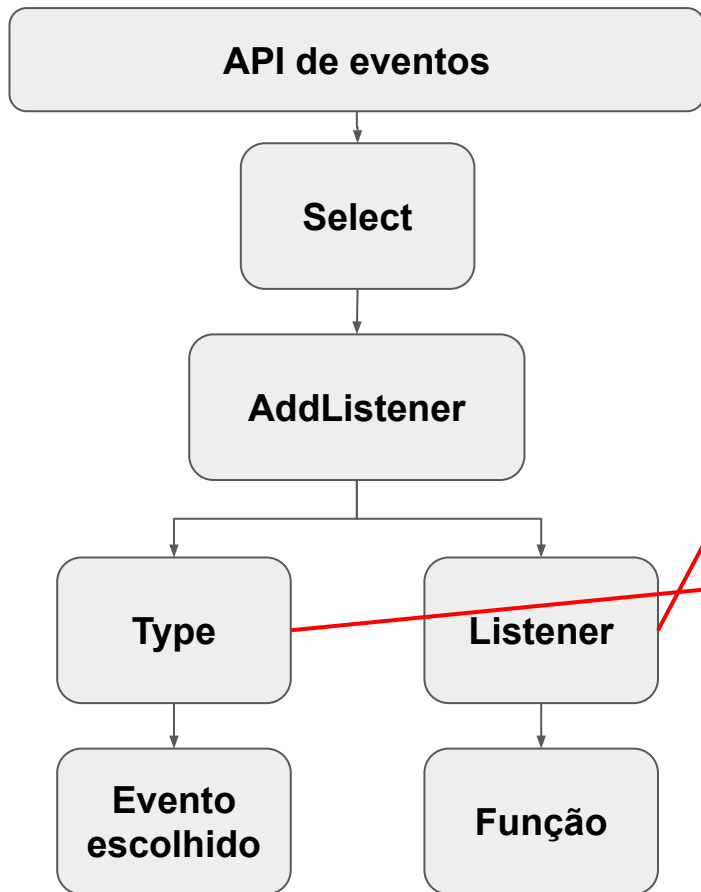 API de eventos
Select
AddListener
Type
Listener
Evento
escolhido
Função